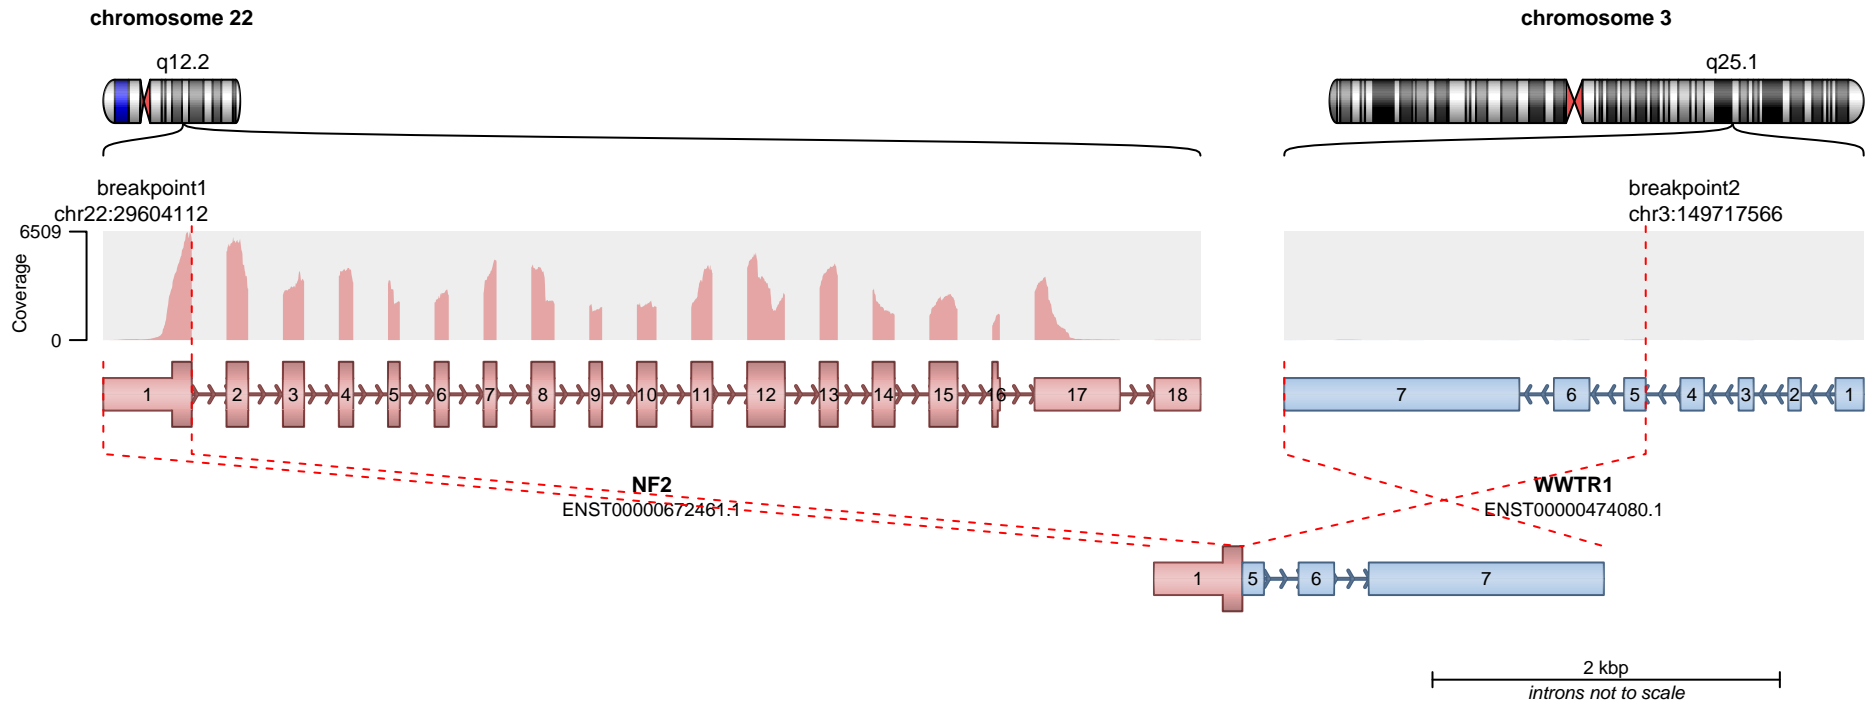 chromosome 22
chromosome 3
q12.2
q25.1
breakpoint1
chr22:29604112
breakpoint2
chr3:149717566
6509
Coverage
0
1 2 3 4 5 6 7 8 9 10 11 12 13 14 15 16 17 18
7 6 5 4 3 2 1
NF2
ENST00000672461.1
WWTR1
ENST00000474080.1
1 5 6 7
2 kbp
introns not to scale